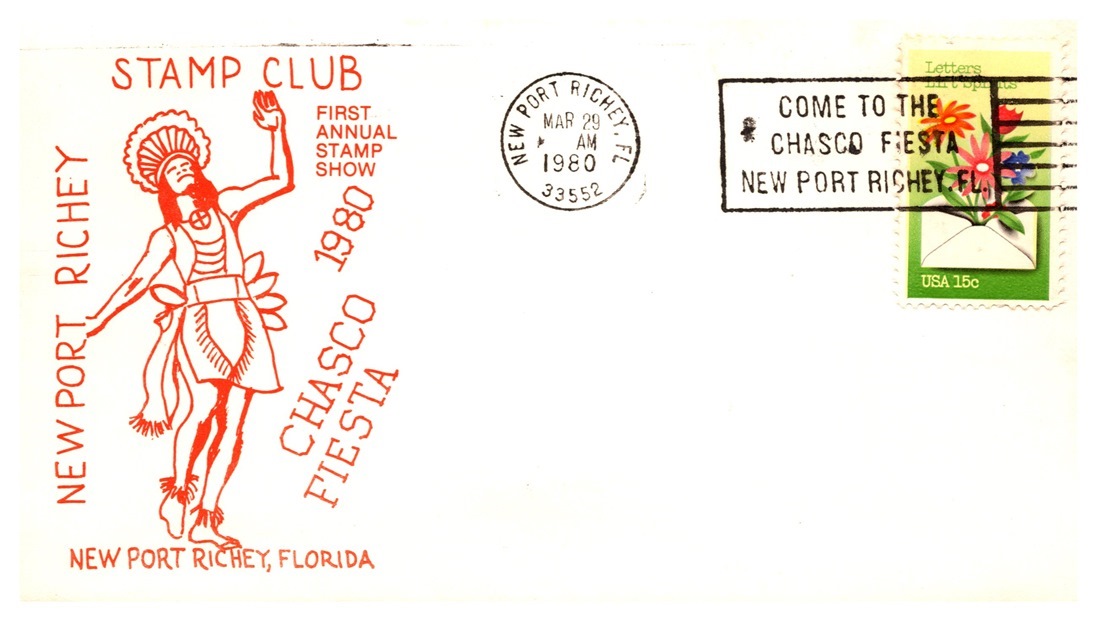 STAMP CLUB
NEW PORT RICHEY
FIRST
ANNUAL
STAMP
SHOW
1980
CHASCO
FIESTA
NEW PORT RICHEY, FLORIDA
NEW PORT RICHEY, FL
MAR 29
AM
1980
33552
COME TO THE
CHASCO FIESTA
NEW PORT RICHEY, FL.
Letters
Lift Spirits
USA 15c